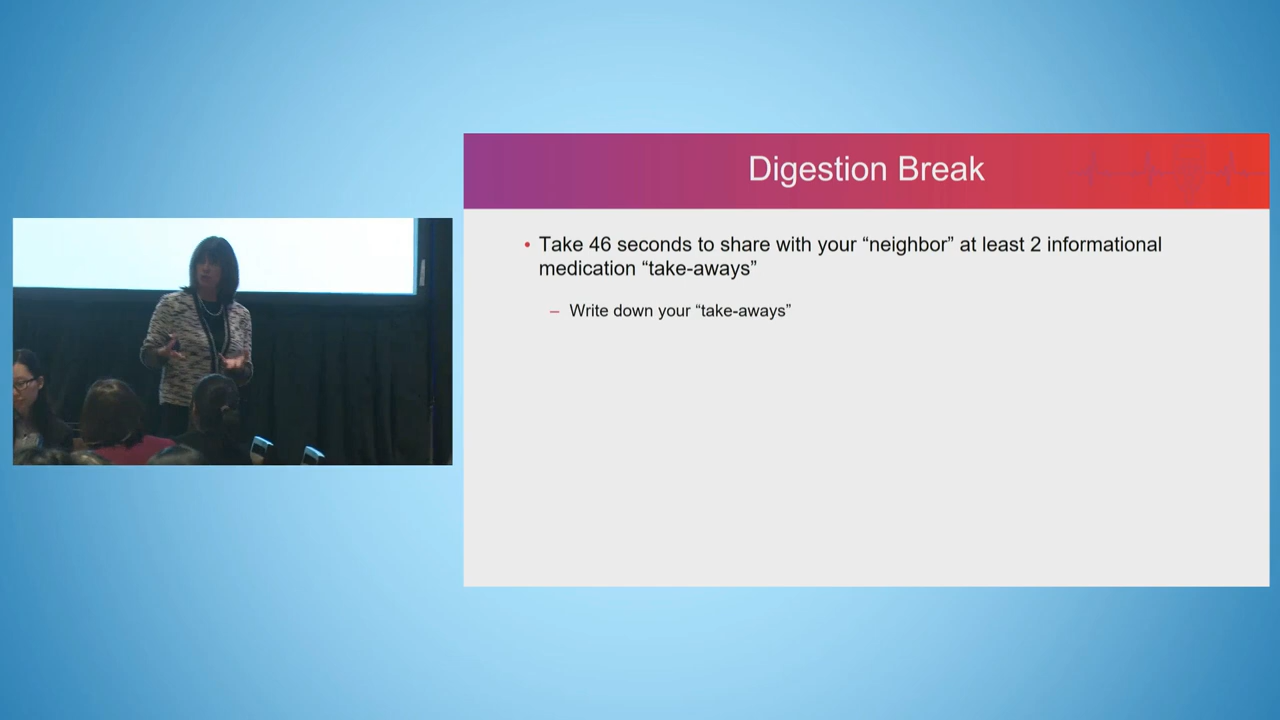 Digestion Break
• Take 46 seconds to share with your “neighbor” at least 2 informational
medication “take-aways”
– Write down your “take-aways”